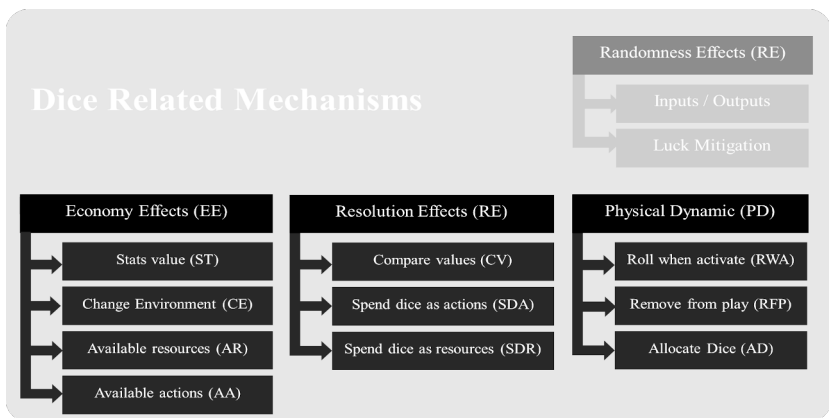 Dice Related Mechanisms
Randomness Effects (RE)
Inputs / Outputs
Luck Mitigation
Economy Effects (EE)
Stats value (ST)
Change Environment (CE)
Available resources (AR)
Available actions (AA)
Resolution Effects (RE)
Compare values (CV)
Spend dice as actions (SDA)
Spend dice as resources (SDR)
Physical Dynamic (PD)
Roll when activate (RWA)
Remove from play (RFP)
Allocate Dice (AD)